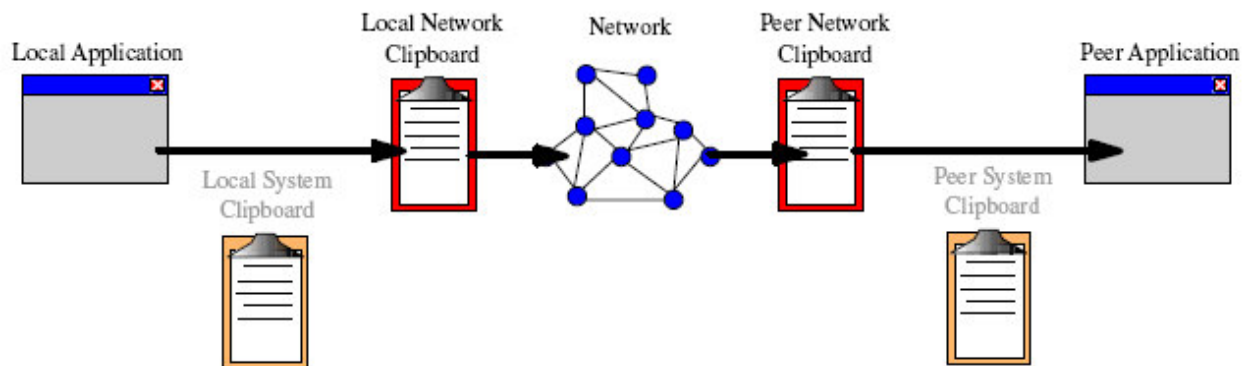 Local Application
Local Network
Clipboard
Network
Peer Network
Clipboard
Peer Application
Local System
Clipboard
Peer System
Clipboard